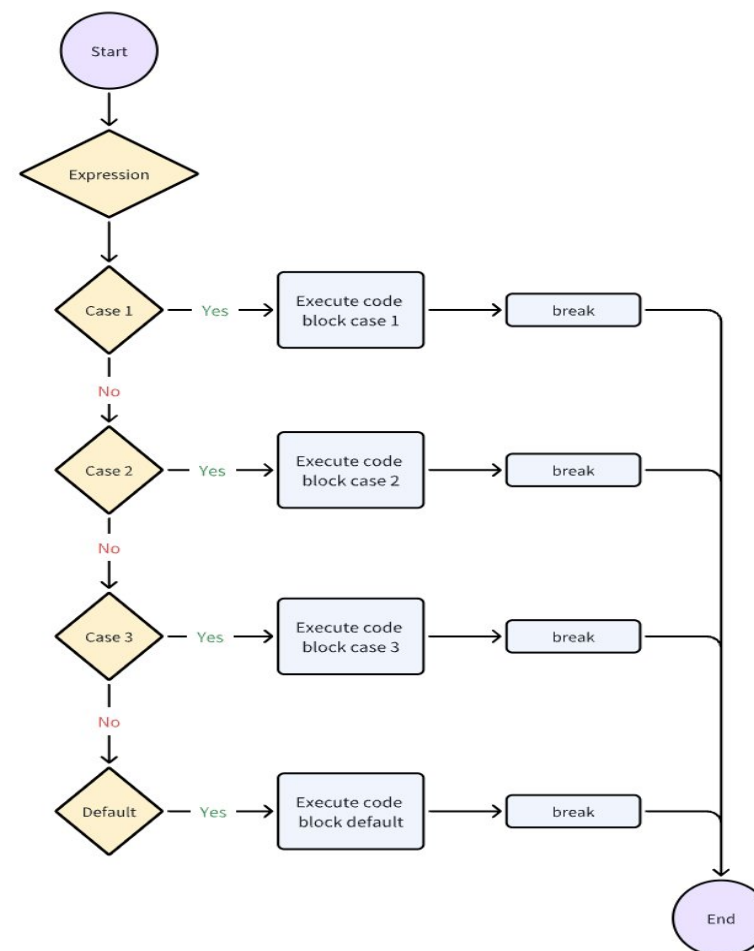 Start
Expression
Case 1
Yes
Execute code
block case 1
break
No
Case 2
Yes
Execute code
block case 2
break
No
Case 3
Yes
Execute code
block case 3
break
No
Default
Yes
Execute code
block default
break
End